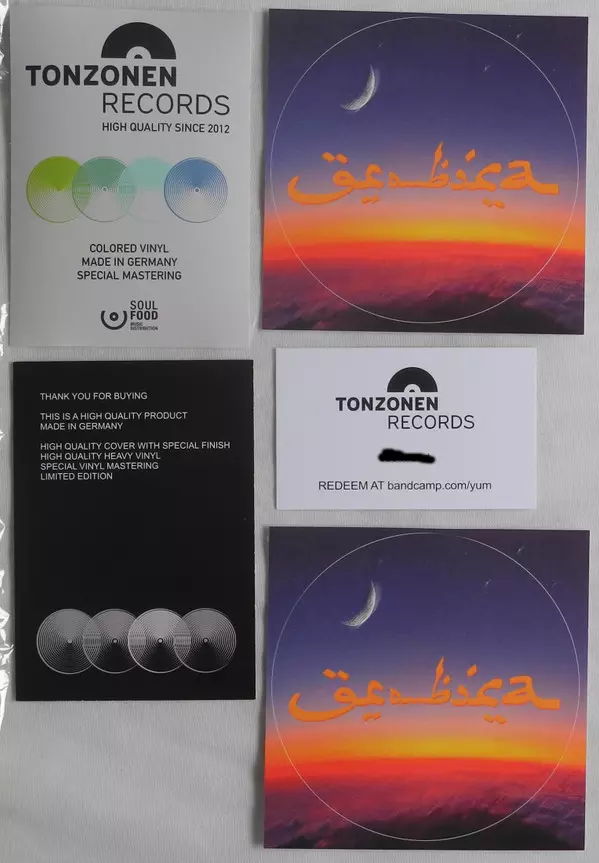 TONZONEN
RECORDS
HIGH QUALITY SINCE 2012
COLORED VINYL
MADE IN GERMANY
SPECIAL MASTERING
SOUL
FOOD
MUSIC
DISTRIBUTION
THANK YOU FOR BUYING
THIS IS A HIGH QUALITY PRODUCT
MADE IN GERMANY
HIGH QUALITY COVER WITH SPECIAL FINISH
HIGH QUALITY HEAVY VINYL
SPECIAL VINYL MASTERING
LIMITED EDITION
TONZONEN
RECORDS
REDEEM AT bandcamp.com/yum